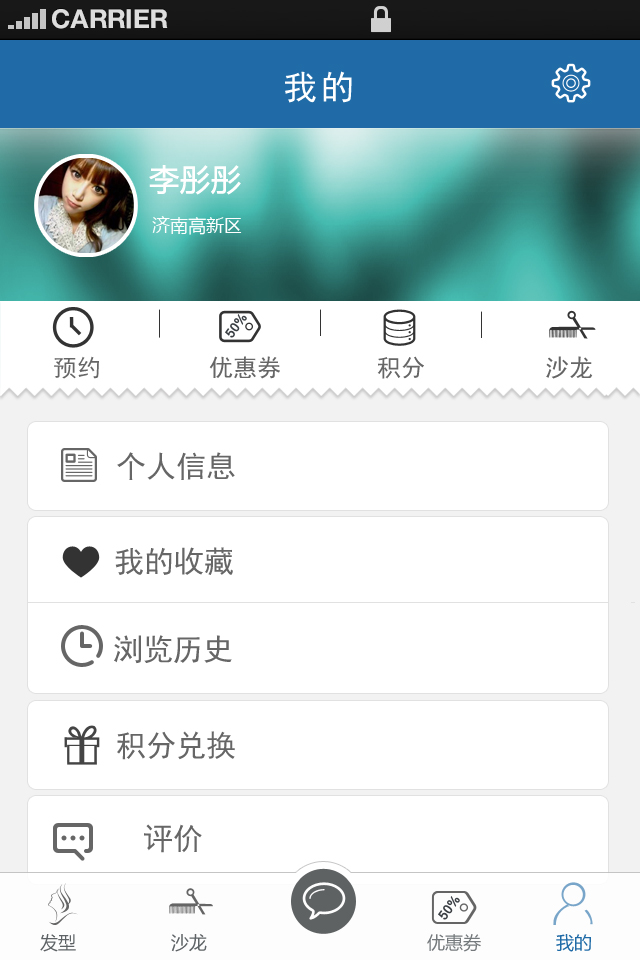 CARRIER
我的
李彤彤
济南高新区
50%
预约
优惠券
积分
沙龙
个人信息
我的收藏
浏览历史
积分兑换
评价
50%
发型
沙龙
优惠券
我的